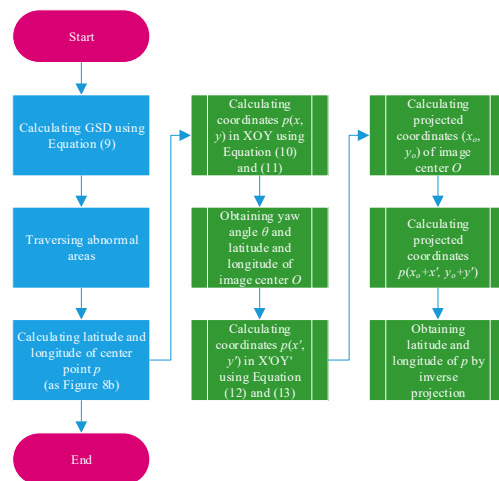 Start
Calculating GSD using
Equation (9)
Traversing abnormal
areas
Calculating latitude and
longitude of center
point p
(as Figure 8b)
End
Calculating
coordinates p(x,
y) in XOY using
Equation (10)
and (11)
Obtaining yaw
angle θ and
latitude and
longitude of
image center O
Calculating
coordinates p(x',
y') in X'OY'
using Equation
(12) and (13)
Calculating
projected
coordinates (xₒ,
yₒ) of image
center O
Calculating
projected
coordinates
p(xₒ+x', yₒ+y')
Obtaining
latitude and
longitude of p by
inverse
projection